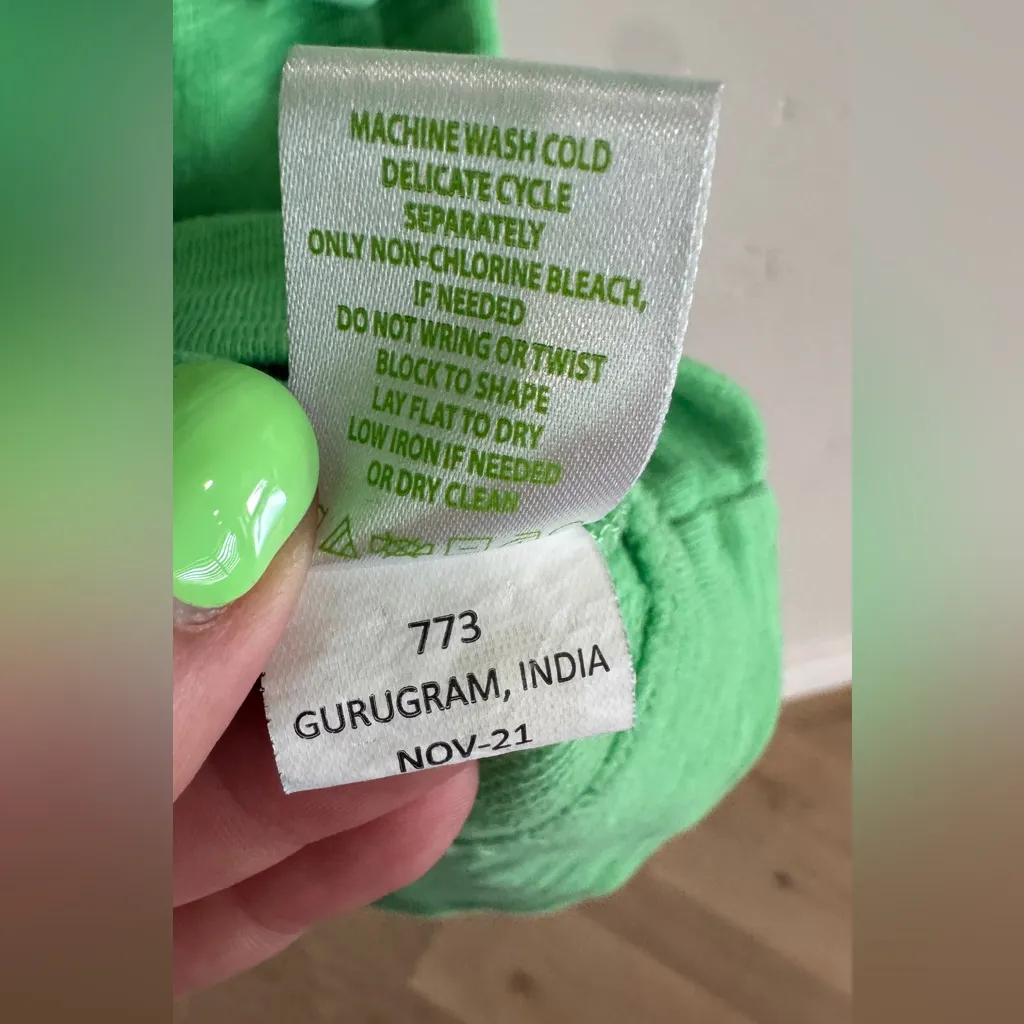 MACHINE WASH COLD
DELICATE CYCLE
SEPARATELY
ONLY NON-CHLORINE BLEACH,
IF NEEDED
DO NOT WRING OR TWIST
BLOCK TO SHAPE
LAY FLAT TO DRY
LOW IRON IF NEEDED
OR DRY CLEAN
773
GURUGRAM, INDIA
NOV-21